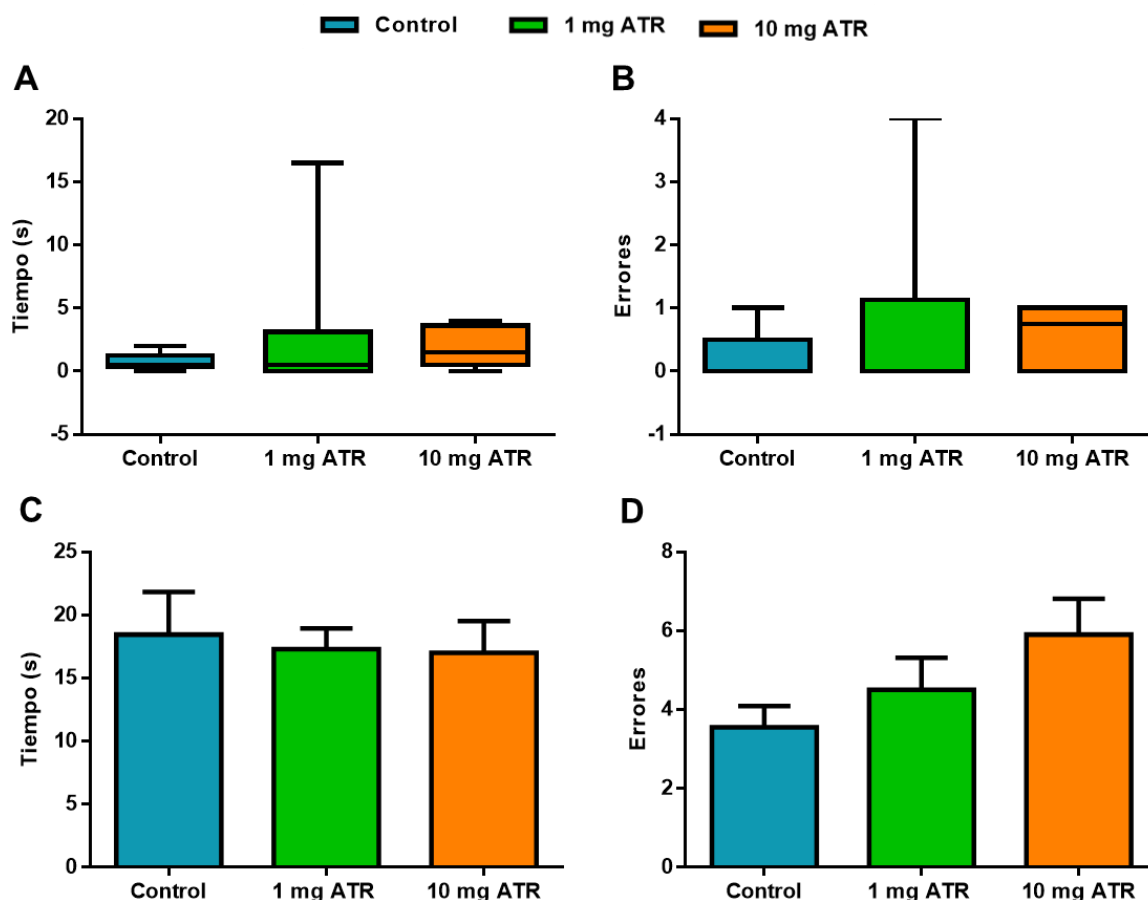 Control 1 mg ATR 10 mg ATR
A
20
15
10
5
0
-5
Tiempo (s)
Control 1 mg ATR 10 mg ATR
B
4
3
2
1
0
-1
Errores
Control 1 mg ATR 10 mg ATR
C
25
20
15
10
5
0
Tiempo (s)
Control 1 mg ATR 10 mg ATR
D
8
6
4
2
0
Errores
Control 1 mg ATR 10 mg ATR